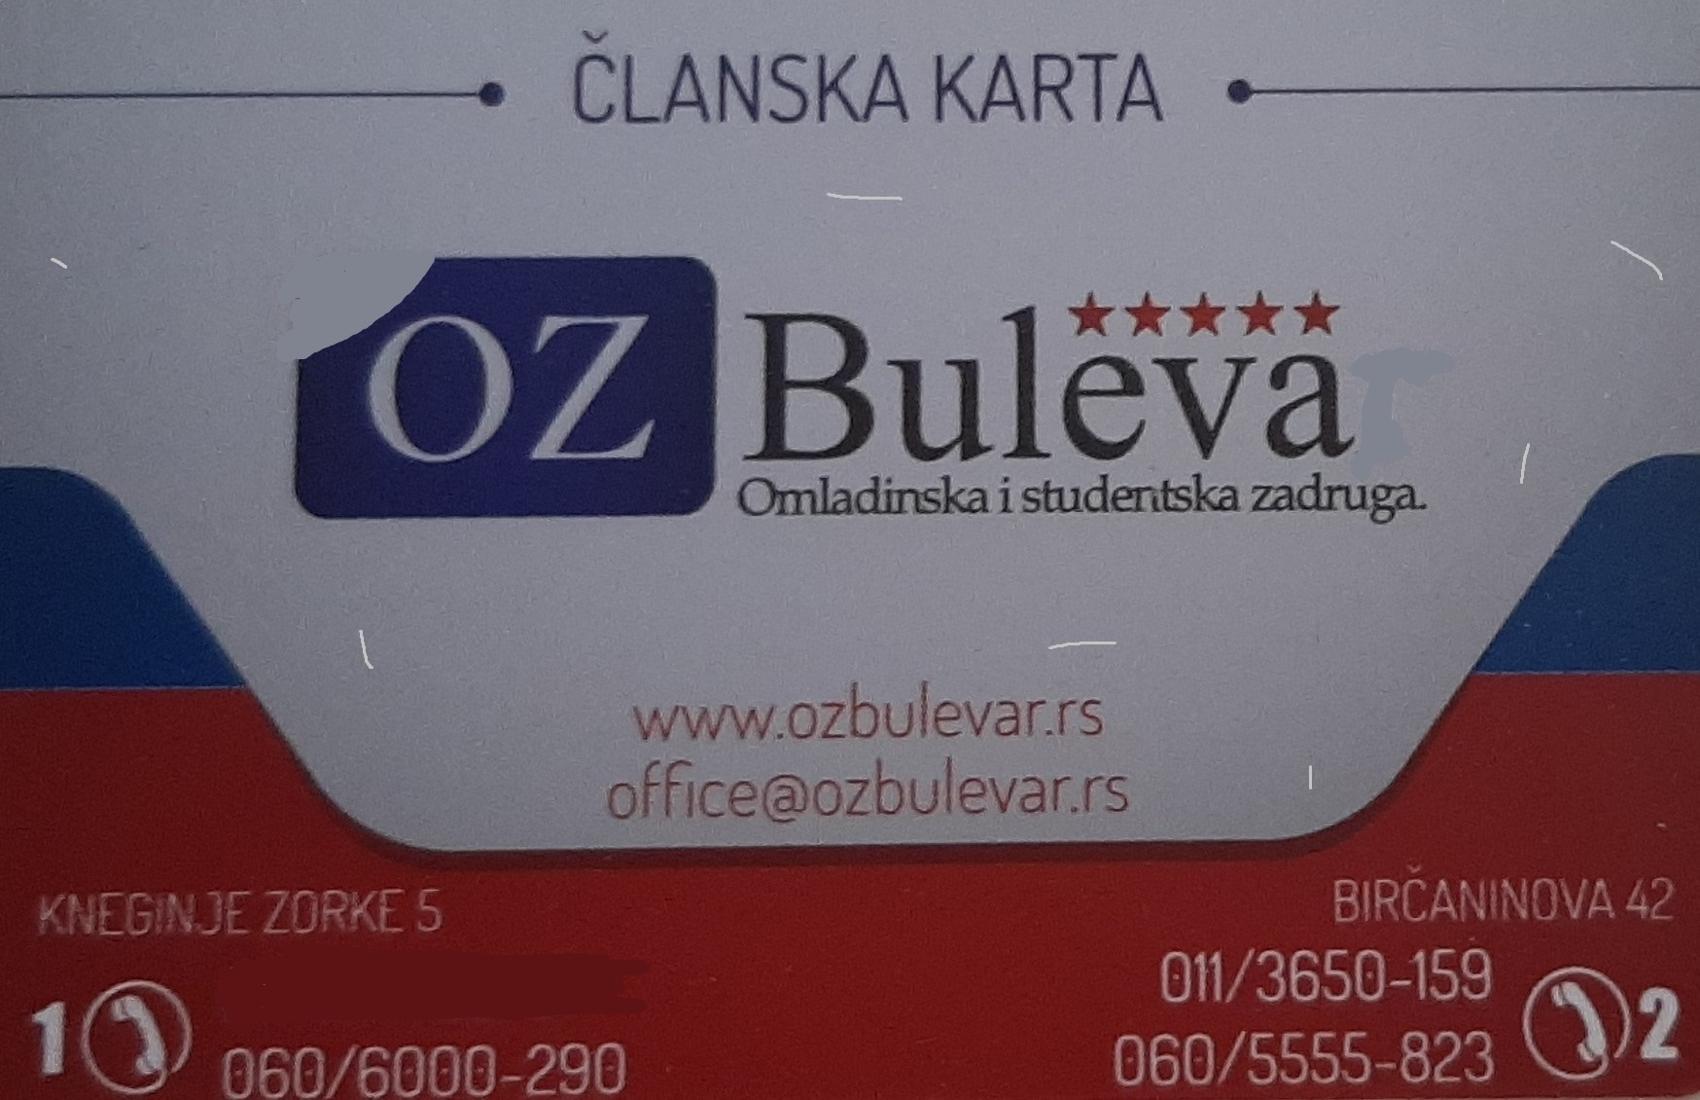 ČLANSKA KARTA
OZ Buleva
Omladinska i studentska zadruga.
www.ozbulevar.rs
office@ozbulevar.rs
KNEGINJE ZORKE 5
1 060/6000-290
BIRČANINOVA 42
011/3650-159
060/5555-823 2